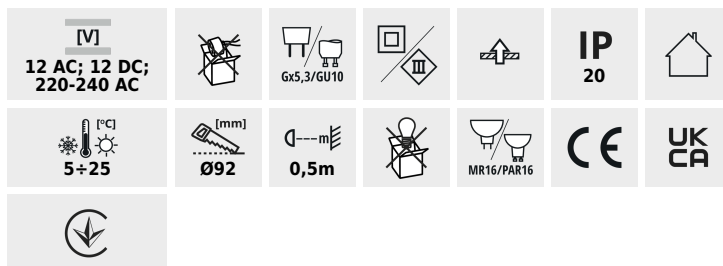 [V]
12 AC; 12 DC;
220-240 AC
Gx5,3/GU10
III
IP
20
[°C]
5÷25
[mm]
Ø92
m
0,5m
MR16/PAR16
CE
UK
CA